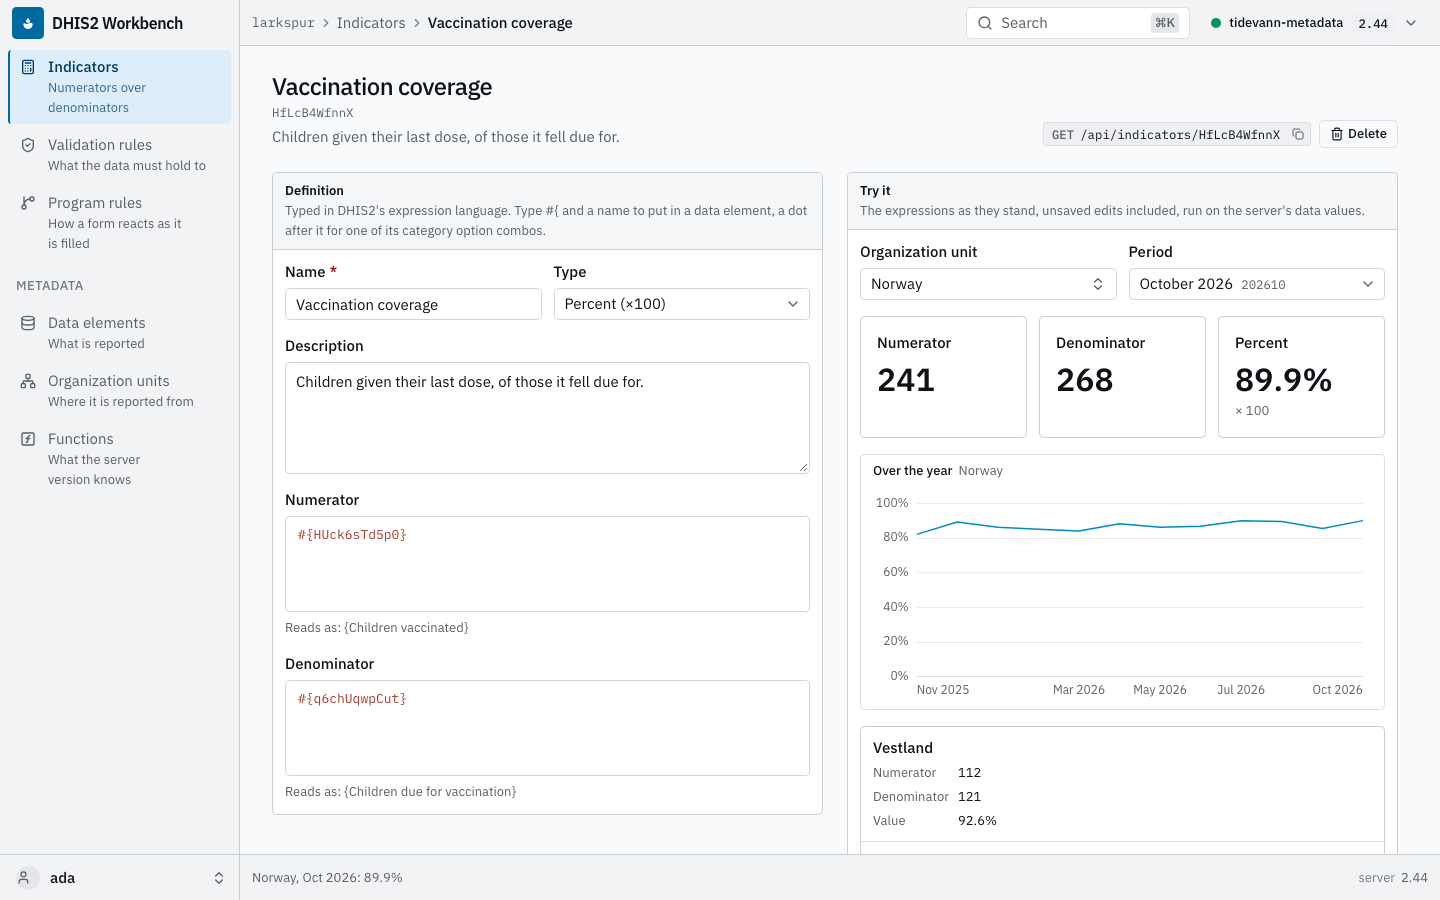 DHIS2 Workbench
larkspur > Indicators > Vaccination coverage
Search
⌘K
tidevann-metadata
2.44
Indicators
Numerators over
denominators
Validation rules
What the data must hold to
Program rules
How a form reacts as it
is filled
METADATA
Data elements
What is reported
Organization units
Where it is reported from
Functions
What the server
version knows
ada
Vaccination coverage
HfLcB4WfnnX
Children given their last dose, of those it fell due for.
GET /api/indicators/HfLcB4WfnnX
Delete
Definition
Typed in DHIS2's expression language. Type #{ and a name to put in a data element, a dot
after it for one of its category option combos.
Name *
Type
Vaccination coverage
Percent (×100)
Description
Children given their last dose, of those it fell due for.
Numerator
#{HUck6sTd5p0}
Reads as: {Children vaccinated}
Denominator
#{q6chUqwpCut}
Reads as: {Children due for vaccination}
Try it
The expressions as they stand, unsaved edits included, run on the server's data values.
Organization unit
Period
Norway
October 2026 202610
Numerator
241
Denominator
268
Percent
89.9%
× 100
Over the year Norway
100%
80%
60%
40%
20%
0%
Nov 2025
Mar 2026
May 2026
Jul 2026
Oct 2026
Vestland
Numerator 112
Denominator 121
Value 92.6%
Norway, Oct 2026: 89.9%
server 2.44